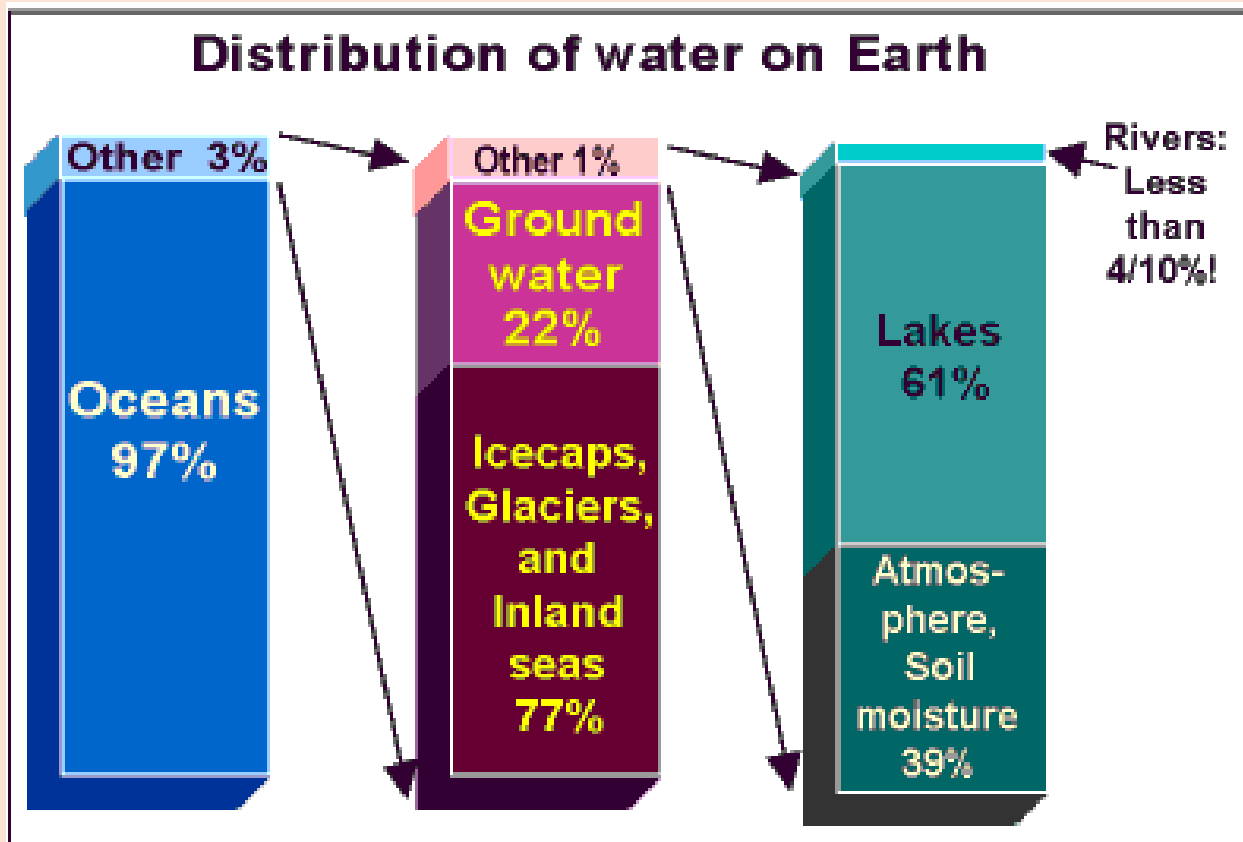 Distribution of water on Earth
Other 3%
Oceans
97%
Other 1%
Ground
water
22%
Icecaps,
Glaciers,
and
Inland
seas
77%
Rivers:
Less
than
4/10%!
Lakes
61%
Atmos-
phere,
Soil
moisture
39%